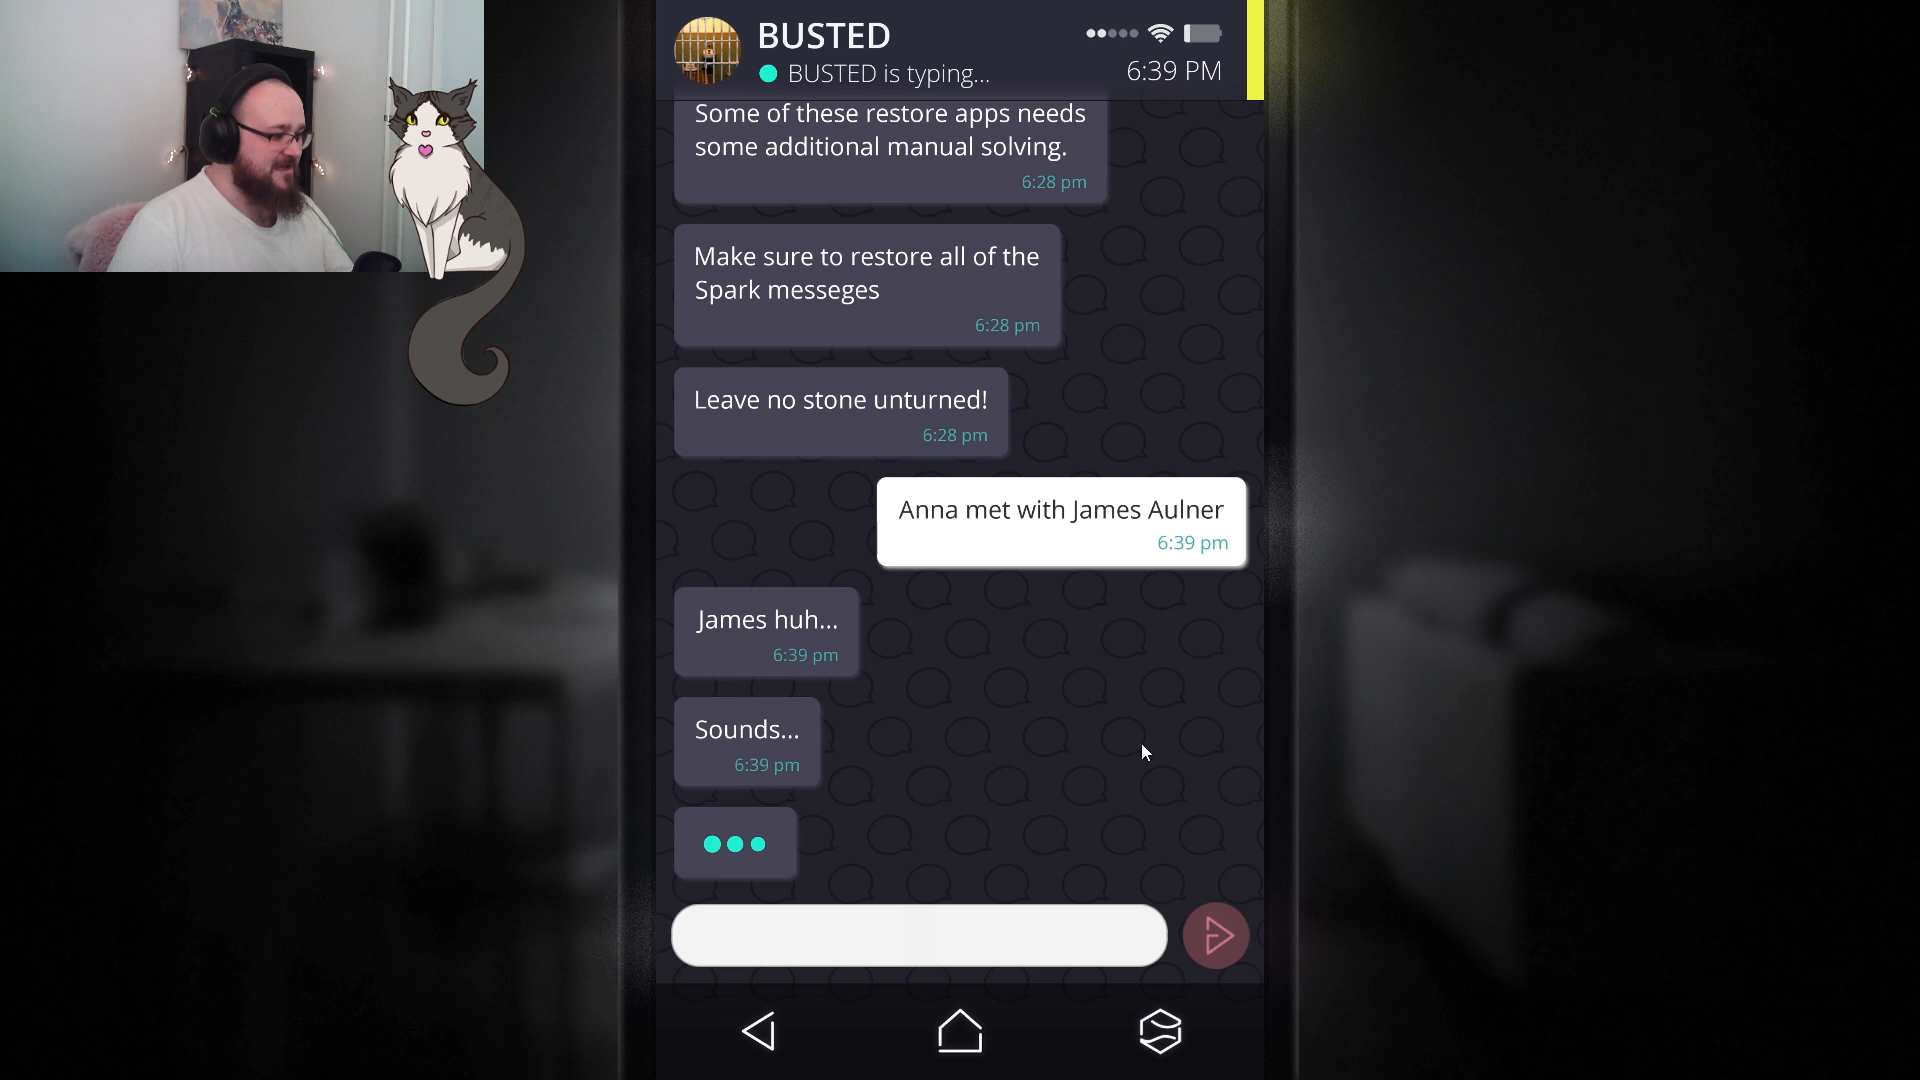 BUSTED
BUSTED is typing...
6:39 PM
Some of these restore apps needs
some additional manual solving.
6:28 pm
Make sure to restore all of the
Spark messeges
6:28 pm
Leave no stone unturned!
6:28 pm
Anna met with James Aulner
6:39 pm
James huh...
6:39 pm
Sounds...
6:39 pm